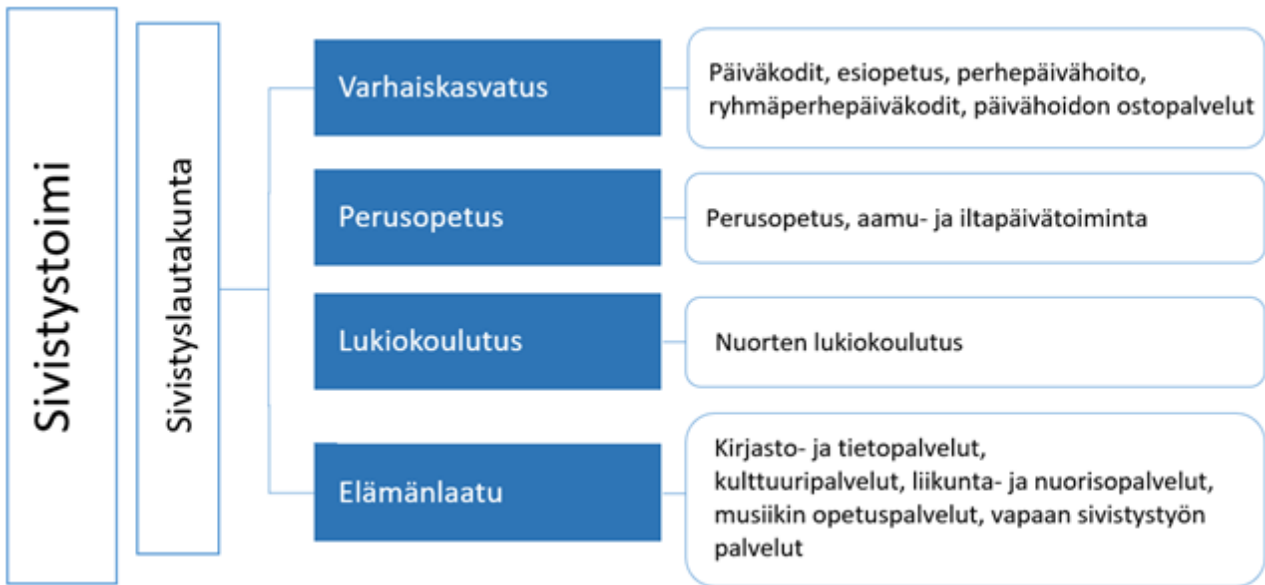 Sivistystoimi
Sivistyslautakunta
Varhaiskasvatus
Päiväkodit, esiopetus, perhepäivähoito,
ryhmäperhepäiväkodit, päivähoidon ostopalvelut
Perusopetus
Perusopetus, aamu- ja iltapäivätoiminta
Lukiokoulutus
Nuorten lukiokoulutus
Elämänlaatu
Kirjasto- ja tietopalvelut,
kulttuuripalvelut, liikunta- ja nuorisopalvelut,
musiikin opetuspalvelut, vapaan sivistystyön
palvelut